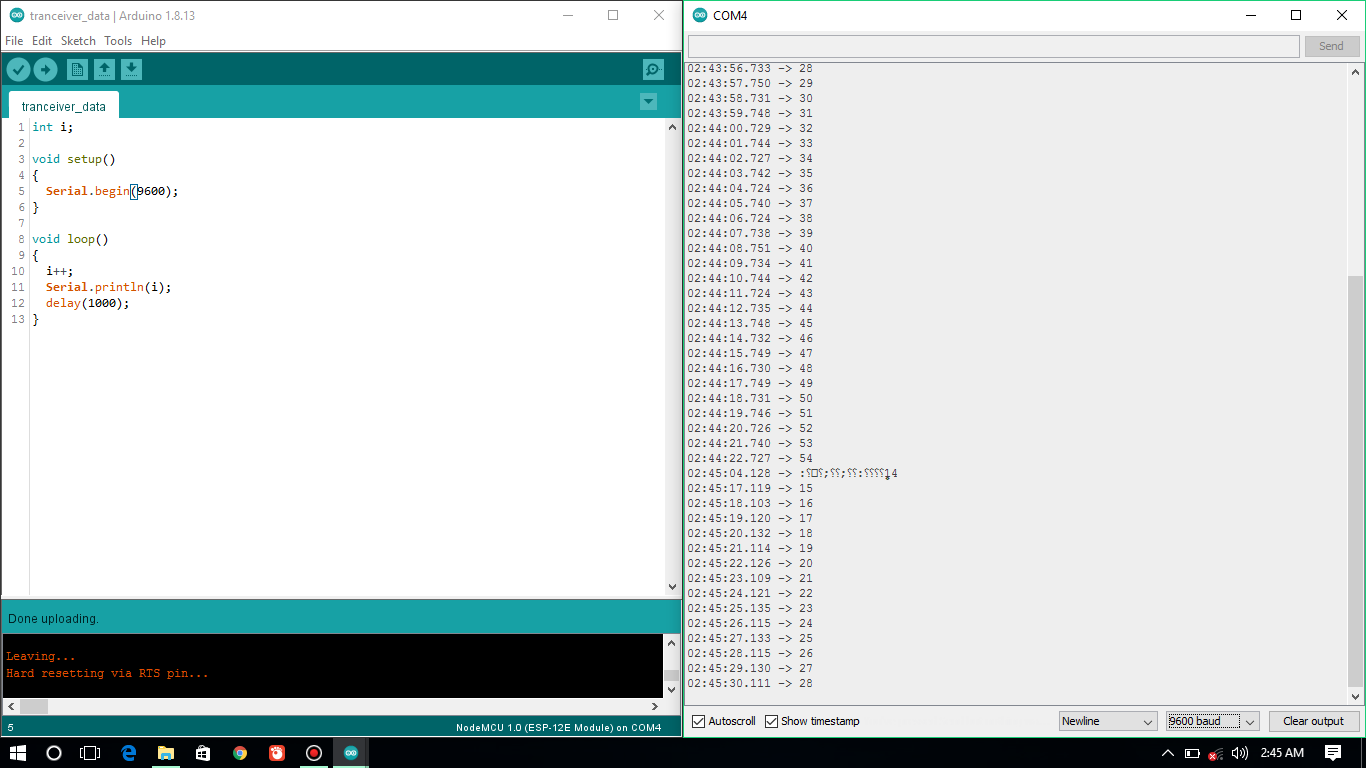 tranceiver_data | Arduino 1.8.13
File Edit Sketch Tools Help
tranceiver_data
1 int i;
2
3 void setup()
4 {
5 Serial.begin(9600);
6 }
7
8 void loop()
9 {
10 i++;
11 Serial.println(i);
12 delay(1000);
13 }
Done uploading.
Leaving...
Hard resetting via RTS pin...
5 NodeMCU 1.0 (ESP-12E Module) on COM4
COM4
Send
02:43:56.733 -> 28
02:43:57.750 -> 29
02:43:58.731 -> 30
02:43:59.748 -> 31
02:44:00.729 -> 32
02:44:01.744 -> 33
02:44:02.727 -> 34
02:44:03.742 -> 35
02:44:04.724 -> 36
02:44:05.740 -> 37
02:44:06.724 -> 38
02:44:07.738 -> 39
02:44:08.751 -> 40
02:44:09.734 -> 41
02:44:10.744 -> 42
02:44:11.724 -> 43
02:44:12.735 -> 44
02:44:13.748 -> 45
02:44:14.732 -> 46
02:44:15.749 -> 47
02:44:16.730 -> 48
02:44:17.749 -> 49
02:44:18.731 -> 50
02:44:19.746 -> 51
02:44:20.726 -> 52
02:44:21.740 -> 53
02:44:22.727 -> 54
02:45:04.128 -> :⸮□⸮;⸮⸮;⸮⸮:⸮⸮⸮⸮14
02:45:17.119 -> 15
02:45:18.103 -> 16
02:45:19.120 -> 17
02:45:20.132 -> 18
02:45:21.114 -> 19
02:45:22.126 -> 20
02:45:23.109 -> 21
02:45:24.121 -> 22
02:45:25.135 -> 23
02:45:26.115 -> 24
02:45:27.133 -> 25
02:45:28.115 -> 26
02:45:29.130 -> 27
02:45:30.111 -> 28
Autoscroll Show timestamp Newline 9600 baud Clear output
2:45 AM